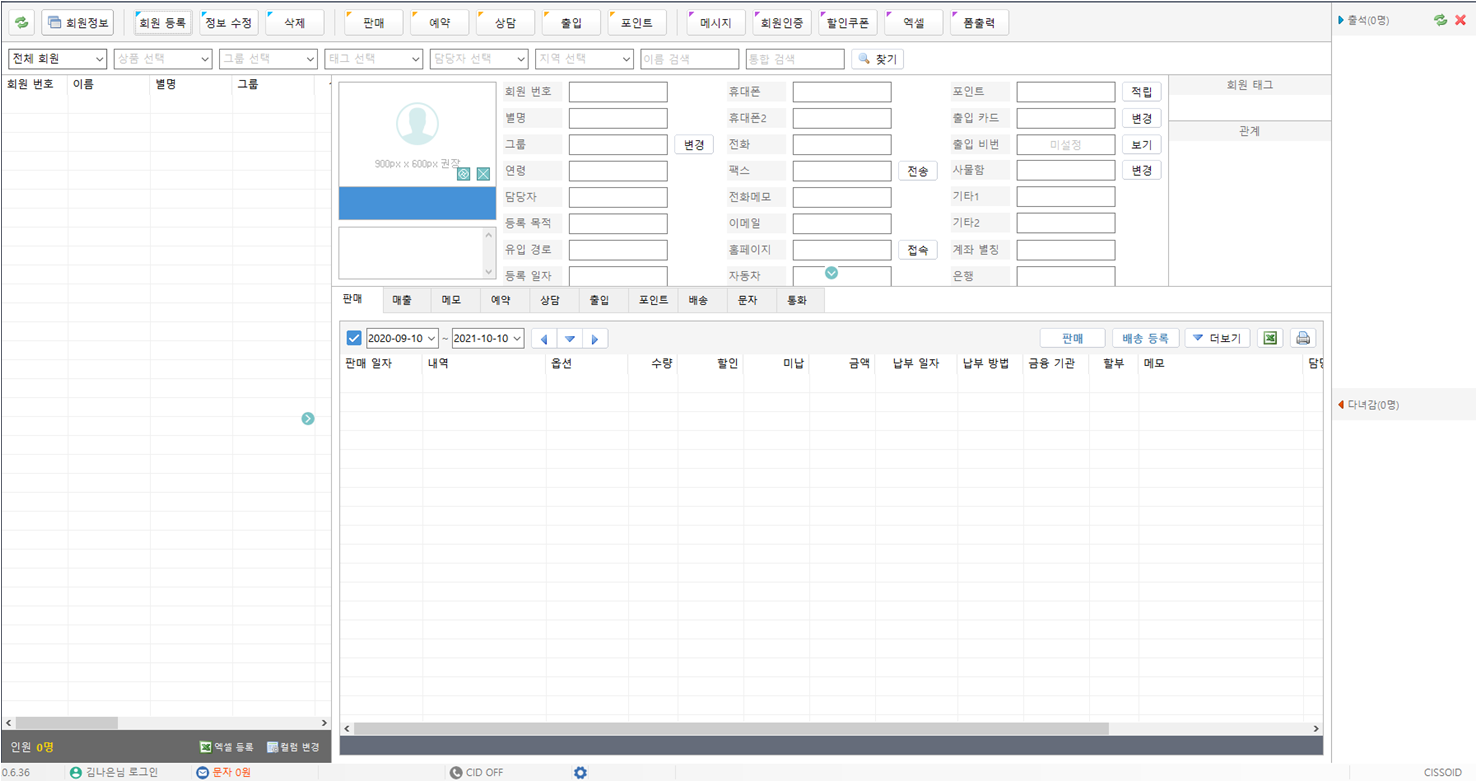 회원정보 회원 등록 정보 수정 삭제 판매 예약 상담 출입 포인트 메시지 회원인증 할인쿠폰 엑셀 폼출력 출석(0명)
전체 회원 상품 선택 그룹 선택 태그 선택 담당자 선택 지역 선택 이름 검색 통합 검색 찾기
회원 번호 이름 별명 그룹
회원 번호 휴대폰 포인트 적립 회원 태그
별명 휴대폰2 출입 카드 변경
관계
그룹 변경 전화 출입 비번 미설정 보기
900px x 600px 권장
연령 팩스 전송 사물함 변경
담당자 전화메모 기타1
등록 목적 이메일 기타2
유입 경로 홈페이지 접속 계좌 별칭
등록 일자 자동차 은행
판매 매출 메모 예약 상담 출입 포인트 배송 문자 통화
2020-09-10 ~ 2021-10-10 판매 배송 등록 더보기
판매 일자 내역 옵션 수량 할인 미납 금액 납부 일자 납부 방법 금융 기관 할부 메모
다녀감(0명)
인원 0명 엑셀 등록 컬럼 변경
0.6.36 김나은님 로그인 문자 0원 CID OFF CISSOID